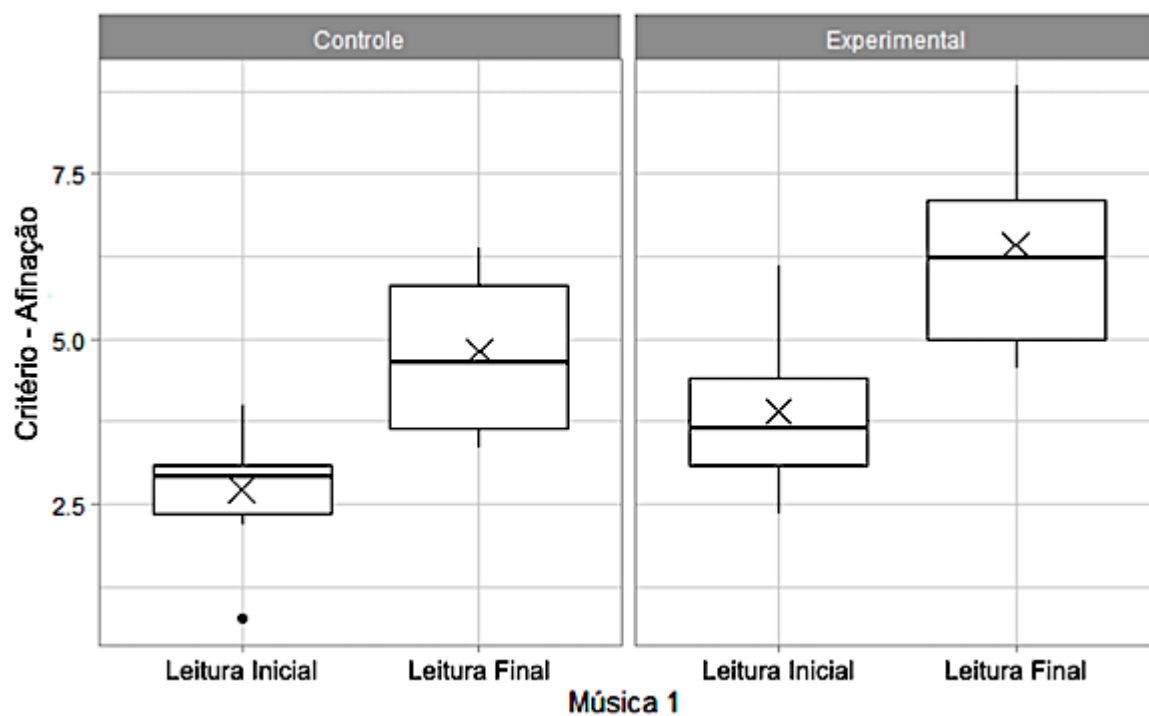 Controle
Experimental
Critério - Afinação
7.5
5.0
2.5
Leitura Inicial
Leitura Final
Leitura Inicial
Leitura Final
Música 1